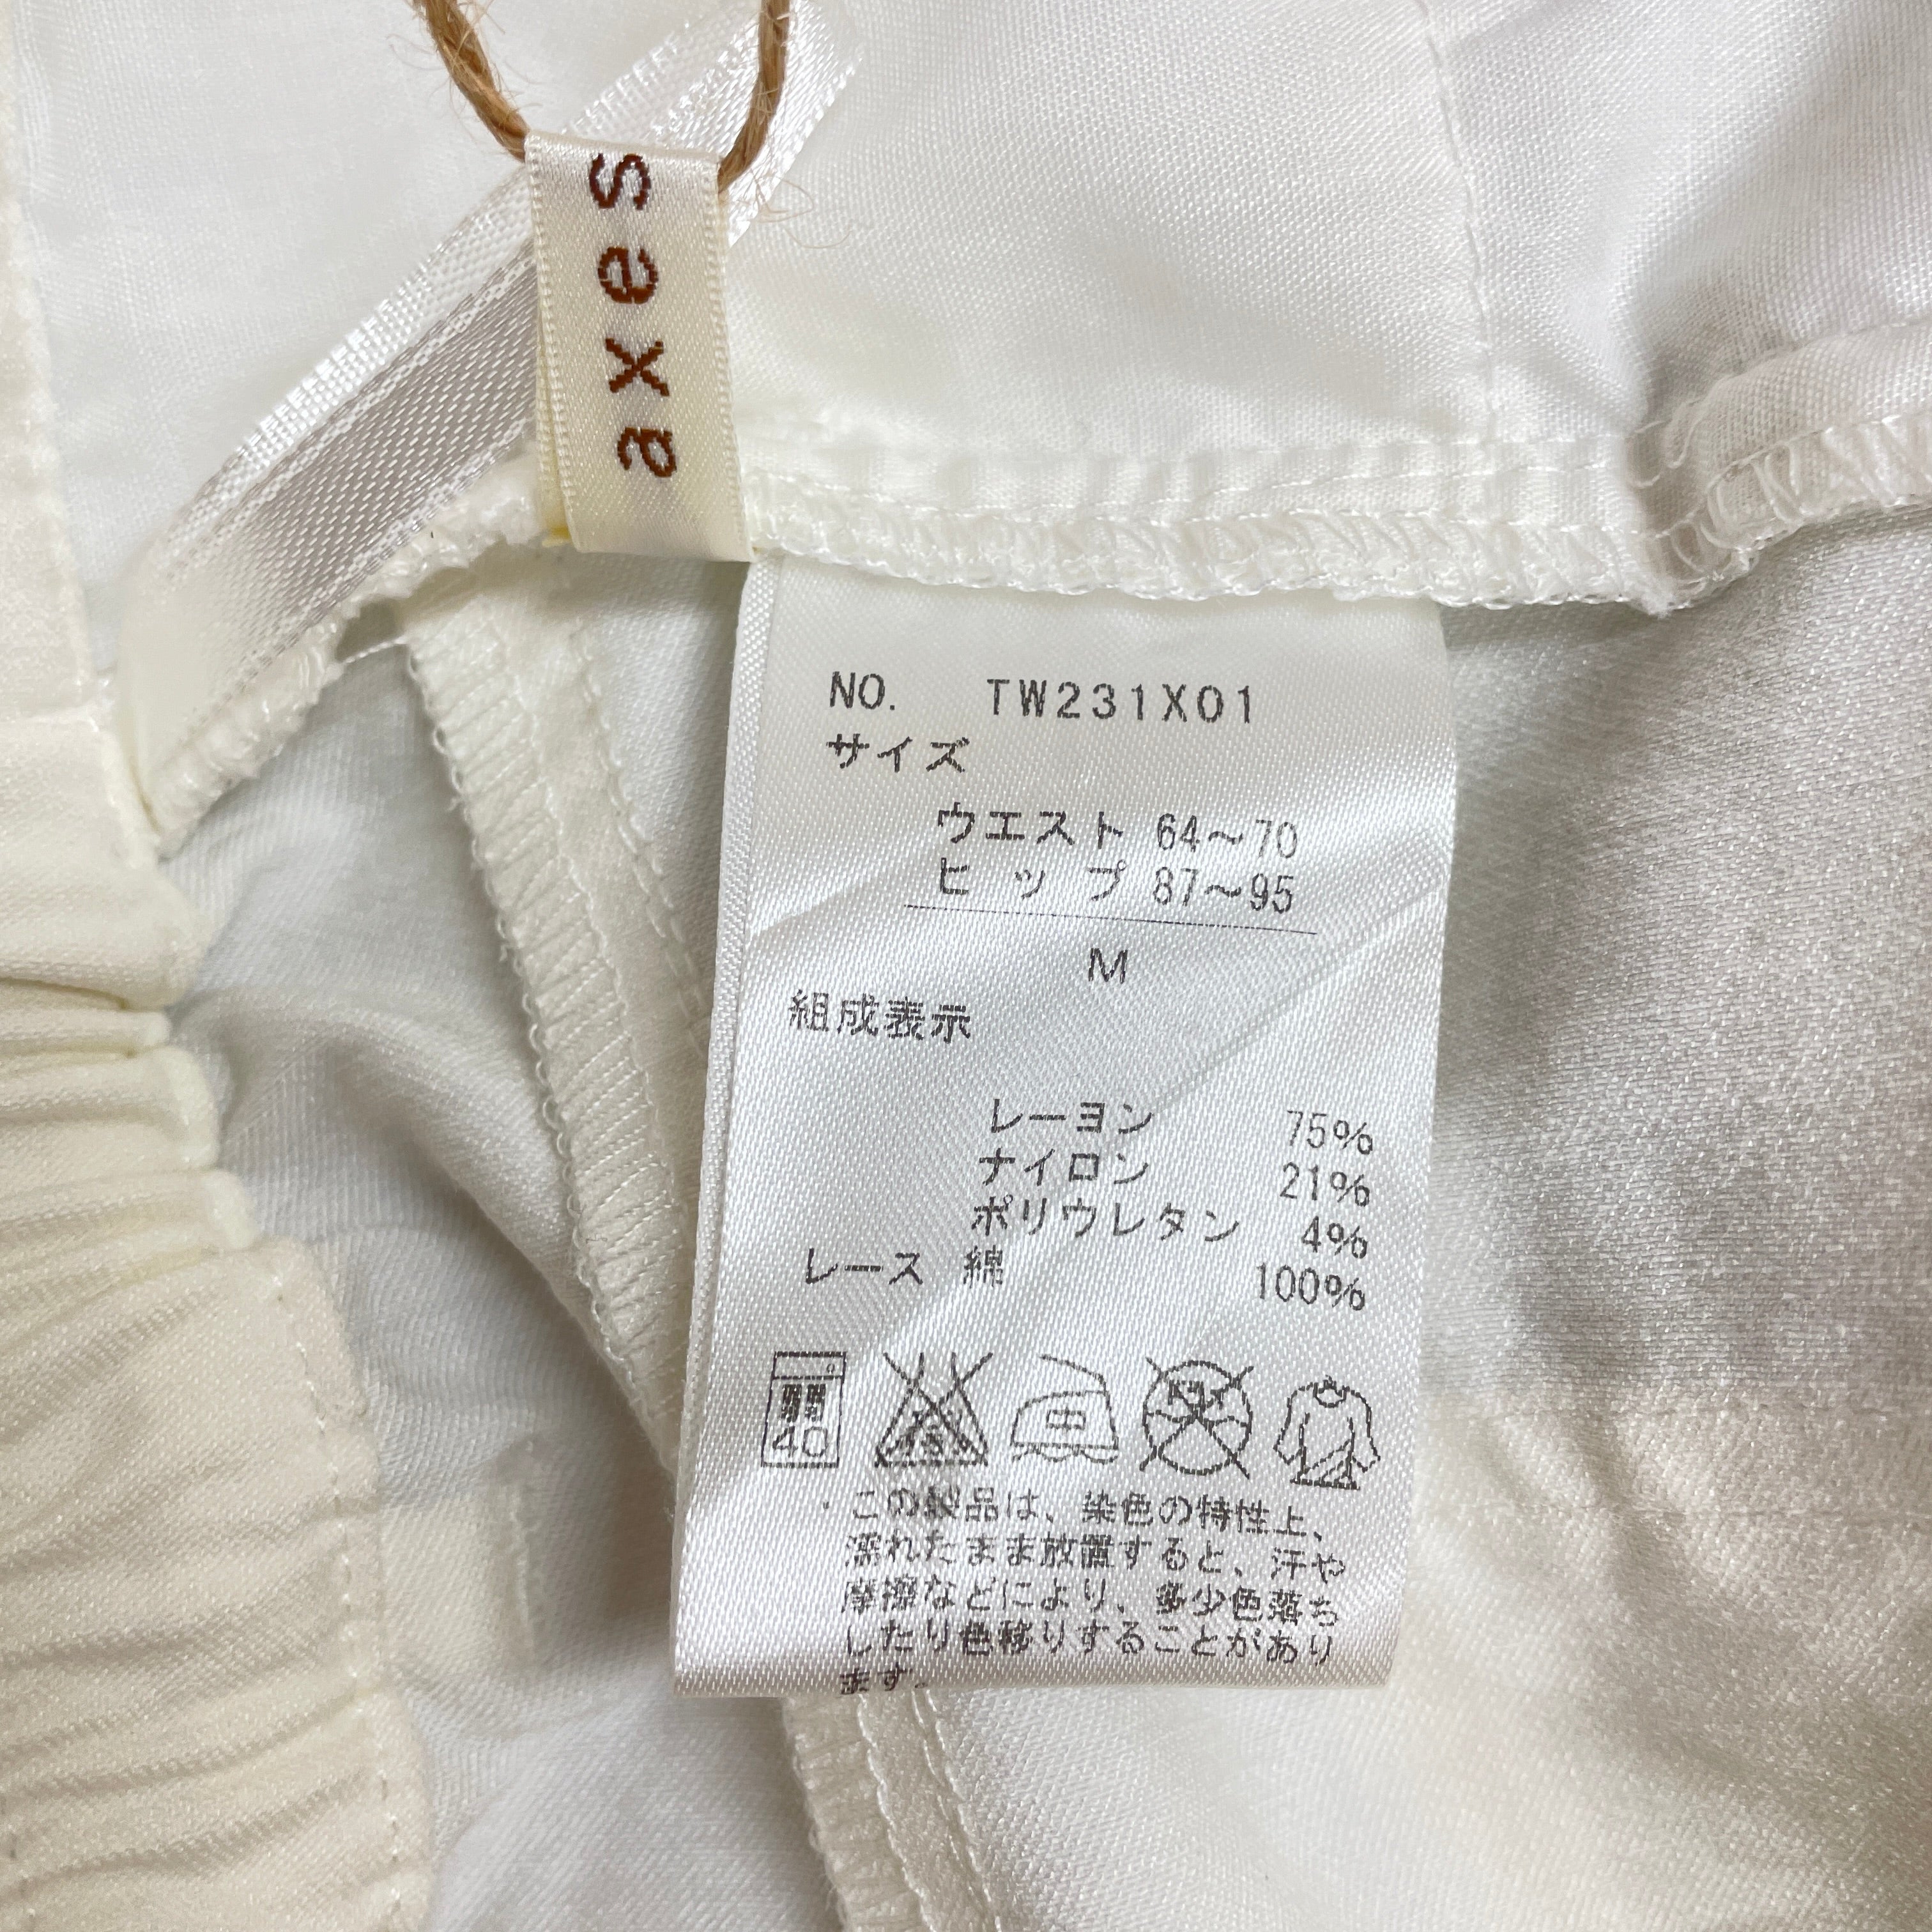 axes
NO. TW231X01
サイズ
ウエスト 64〜70
ヒップ 87〜95
M
組成表示
レーヨン 75%
ナイロン 21%
ポリウレタン 4%
レース 綿 100%
40
中
この製品は、染色の特性上、
濡れたまま放置すると、汗や
摩擦などにより、多少色落ち
したり色移りすることがあり
ます。